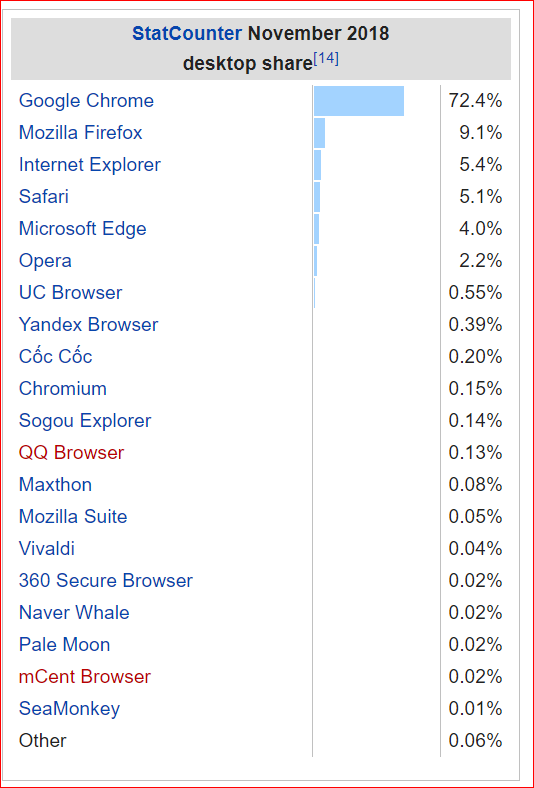 StatCounter November 2018
desktop share[14]
Google Chrome 72.4%
Mozilla Firefox 9.1%
Internet Explorer 5.4%
Safari 5.1%
Microsoft Edge 4.0%
Opera 2.2%
UC Browser 0.55%
Yandex Browser 0.39%
Cốc Cốc 0.20%
Chromium 0.15%
Sogou Explorer 0.14%
QQ Browser 0.13%
Maxthon 0.08%
Mozilla Suite 0.05%
Vivaldi 0.04%
360 Secure Browser 0.02%
Naver Whale 0.02%
Pale Moon 0.02%
mCent Browser 0.02%
SeaMonkey 0.01%
Other 0.06%